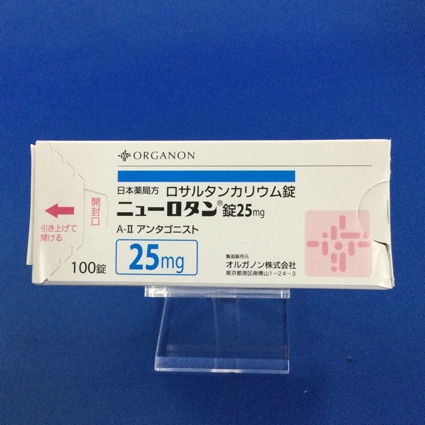 ORGANON
日本薬局方 ロサルタンカリウム錠
ニューロタン®錠25mg
A-II アンタゴニスト
25mg
100錠
開封口
引き上げて
開ける
製造販売元
オルガノン株式会社
東京都港区南青山1-24-3